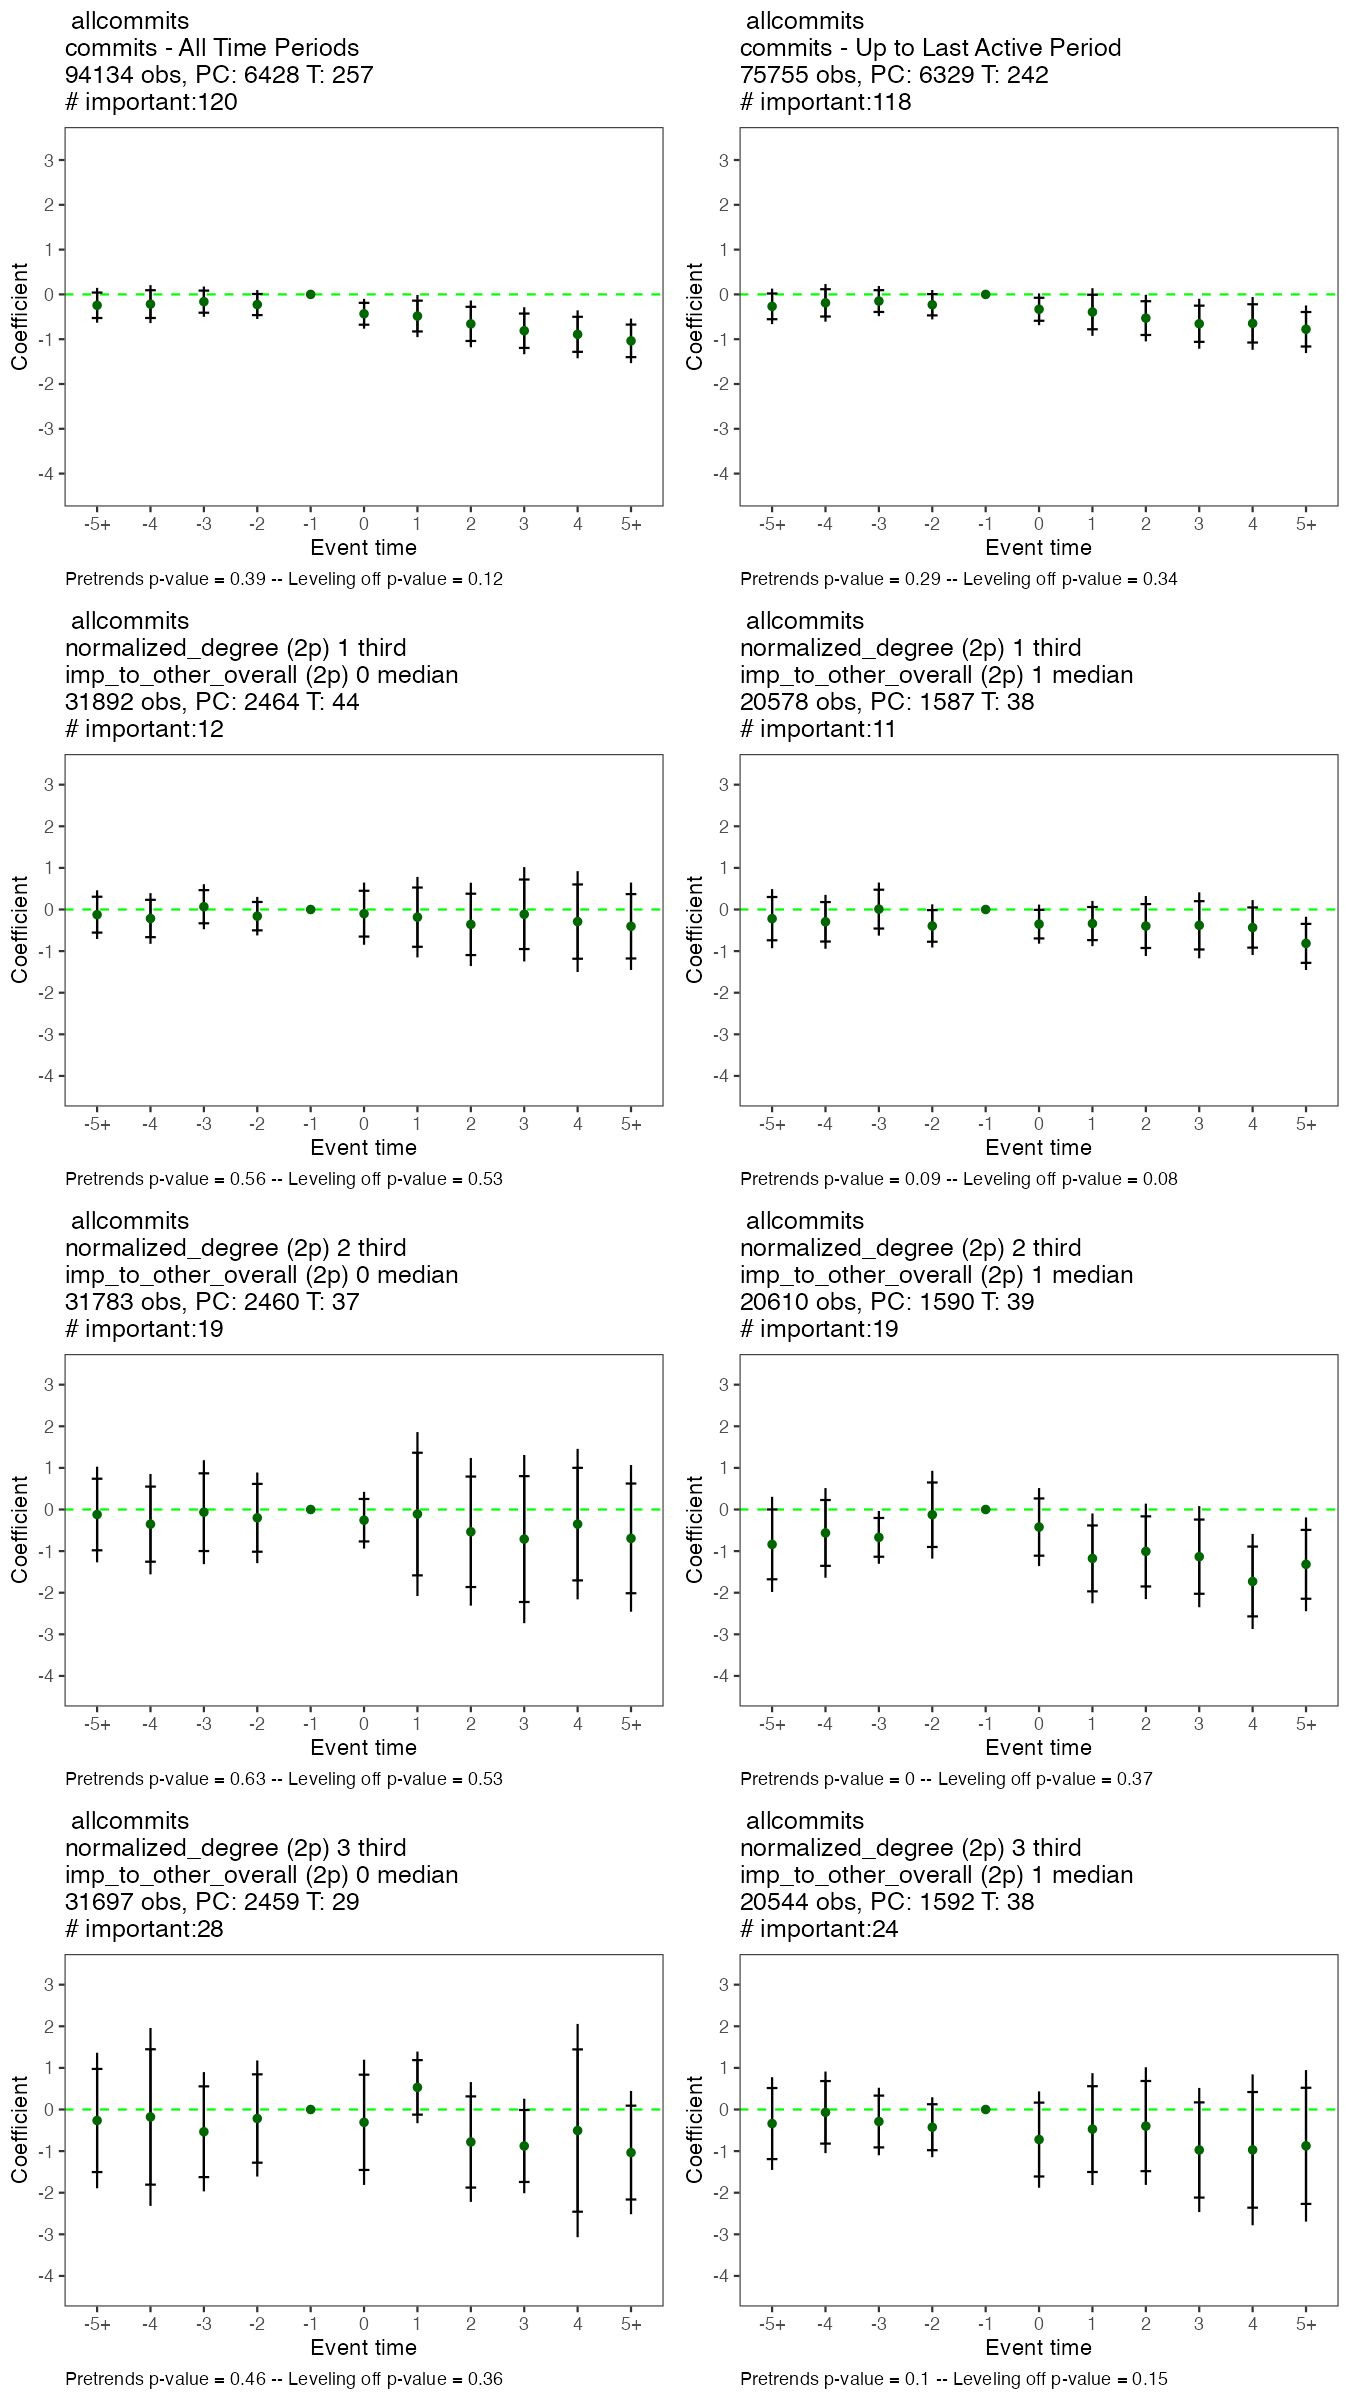 allcommits
commits - All Time Periods
94134 obs, PC: 6428 T: 257
# important:120
3
2
1
0
-1
-2
-3
-4
Coefficient
-5+ -4 -3 -2 -1 0 1 2 3 4 5+
Event time
Pretrends p-value = 0.39 -- Leveling off p-value = 0.12
allcommits
commits - Up to Last Active Period
75755 obs, PC: 6329 T: 242
# important:118
3
2
1
0
-1
-2
-3
-4
Coefficient
-5+ -4 -3 -2 -1 0 1 2 3 4 5+
Event time
Pretrends p-value = 0.29 -- Leveling off p-value = 0.34
allcommits
normalized_degree (2p) 1 third
imp_to_other_overall (2p) 0 median
31892 obs, PC: 2464 T: 44
# important:12
3
2
1
0
-1
-2
-3
-4
Coefficient
-5+ -4 -3 -2 -1 0 1 2 3 4 5+
Event time
Pretrends p-value = 0.56 -- Leveling off p-value = 0.53
allcommits
normalized_degree (2p) 1 third
imp_to_other_overall (2p) 1 median
20578 obs, PC: 1587 T: 38
# important:11
3
2
1
0
-1
-2
-3
-4
Coefficient
-5+ -4 -3 -2 -1 0 1 2 3 4 5+
Event time
Pretrends p-value = 0.09 -- Leveling off p-value = 0.08
allcommits
normalized_degree (2p) 2 third
imp_to_other_overall (2p) 0 median
31783 obs, PC: 2460 T: 37
# important:19
3
2
1
0
-1
-2
-3
-4
Coefficient
-5+ -4 -3 -2 -1 0 1 2 3 4 5+
Event time
Pretrends p-value = 0.63 -- Leveling off p-value = 0.53
allcommits
normalized_degree (2p) 2 third
imp_to_other_overall (2p) 1 median
20610 obs, PC: 1590 T: 39
# important:19
3
2
1
0
-1
-2
-3
-4
Coefficient
-5+ -4 -3 -2 -1 0 1 2 3 4 5+
Event time
Pretrends p-value = 0 -- Leveling off p-value = 0.37
allcommits
normalized_degree (2p) 3 third
imp_to_other_overall (2p) 0 median
31697 obs, PC: 2459 T: 29
# important:28
3
2
1
0
-1
-2
-3
-4
Coefficient
-5+ -4 -3 -2 -1 0 1 2 3 4 5+
Event time
Pretrends p-value = 0.46 -- Leveling off p-value = 0.36
allcommits
normalized_degree (2p) 3 third
imp_to_other_overall (2p) 1 median
20544 obs, PC: 1592 T: 38
# important:24
3
2
1
0
-1
-2
-3
-4
Coefficient
-5+ -4 -3 -2 -1 0 1 2 3 4 5+
Event time
Pretrends p-value = 0.1 -- Leveling off p-value = 0.15